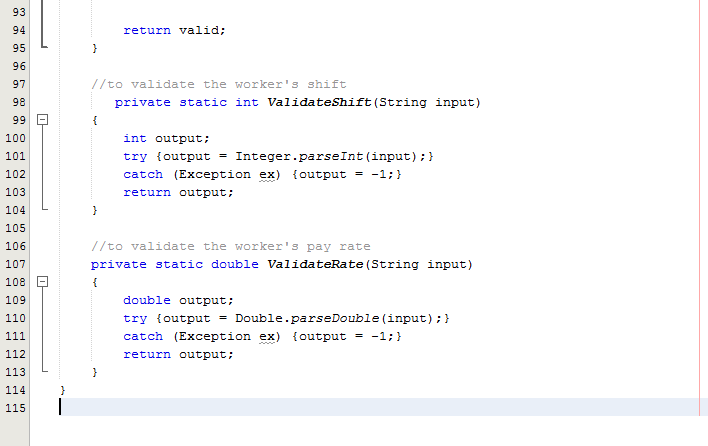 93
94 return valid;
95 }
96
97 //to validate the worker's shift
98 private static int ValidateShift(String input)
99 {
100 int output;
101 try {output = Integer.parseInt(input);}
102 catch (Exception ex) {output = -1;}
103 return output;
104 }
105
106 //to validate the worker's pay rate
107 private static double ValidateRate(String input)
108 {
109 double output;
110 try {output = Double.parseDouble(input);}
111 catch (Exception ex) {output = -1;}
112 return output;
113 }
114 }
115